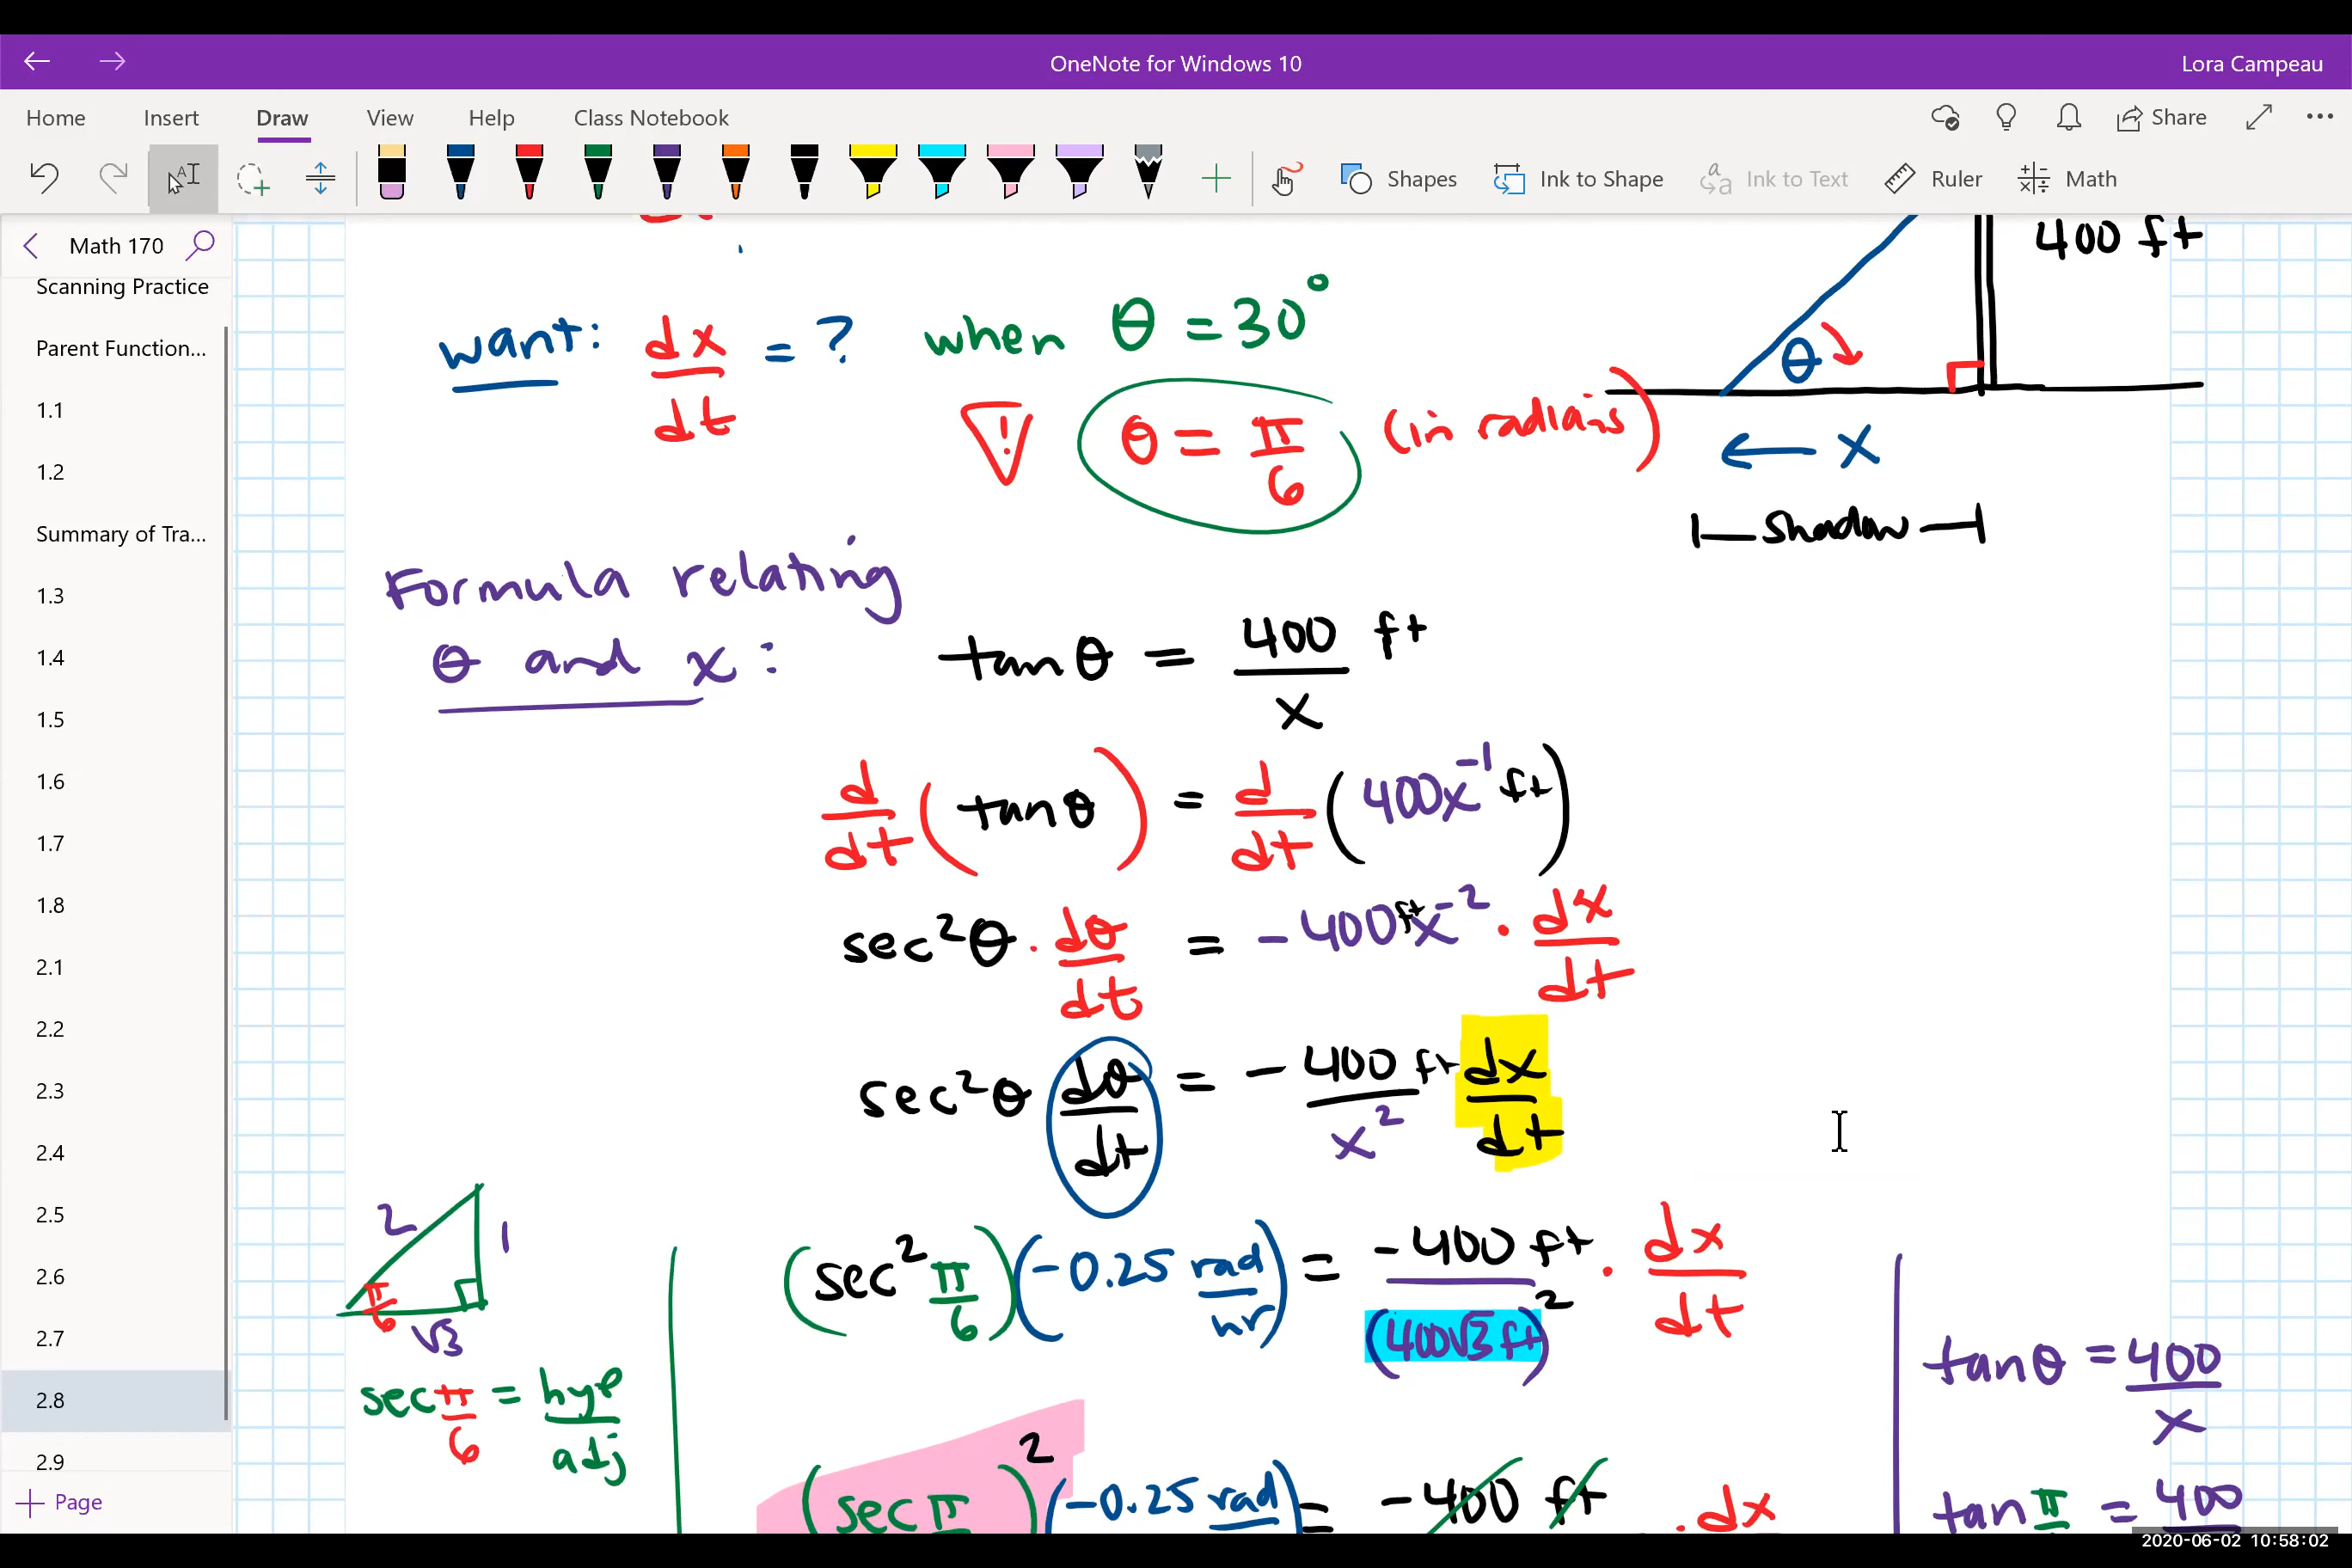 OneNote for Windows 10
Lora Campeau
Home Insert Draw View Help Class Notebook
Share
Shapes Ink to Shape Ink to Text Ruler Math
Math 170
Scanning Practice
Parent Function...
1.1
1.2
Summary of Tra...
1.3
1.4
1.5
1.6
1.7
1.8
2.1
2.2
2.3
2.4
2.5
2.6
2.7
2.8
2.9
Page
400 ft
θ
x
shadow
want: dx/dt = ? when θ = 30°
! θ = π/6 (in radians)
Formula relating
θ and x:
tanθ = 400 ft / x
d/dt (tanθ) = d/dt (400x⁻¹ ft)
sec²θ · dθ/dt = -400ft x⁻² · dx/dt
sec²θ dθ/dt = - 400 ft / x² dx/dt
2 1
π/6
√3
sec π/6 = hyp/adj
(sec² π/6)(-0.25 rad/hr) = -400 ft / (400√3 ft)² · dx/dt
(sec π)² (-0.25 rad) = -400 ft · dx
tanθ = 400/x
tan π = 400
2020-06-02 10:58:02